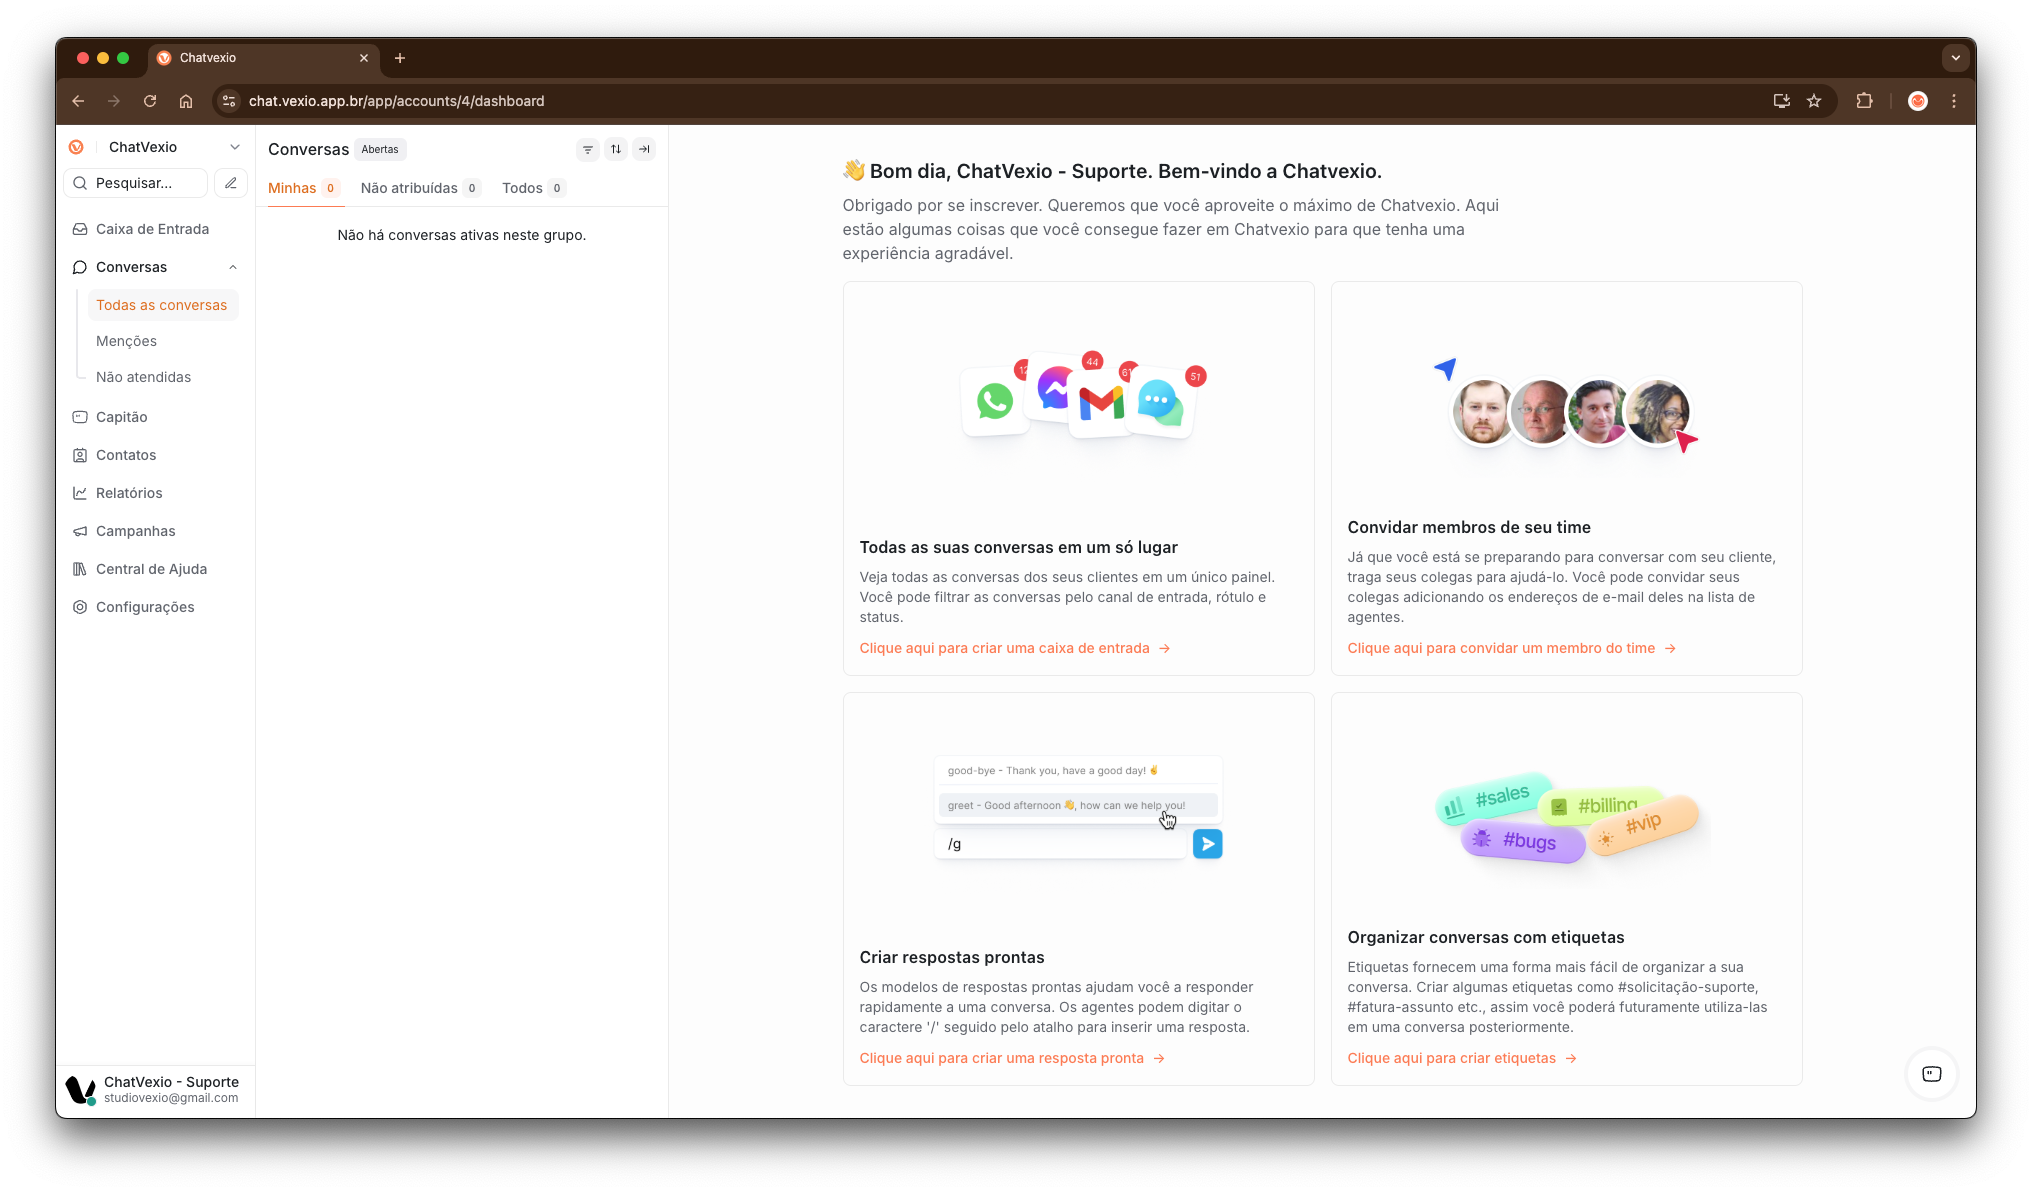 Chatvexio
chat.vexio.app.br/app/accounts/4/dashboard
ChatVexio
Pesquisar...
Caixa de Entrada
Conversas
Todas as conversas
Menções
Não atendidas
Capitão
Contatos
Relatórios
Campanhas
Central de Ajuda
Configurações
ChatVexio - Suporte
studiovexio@gmail.com
Conversas Abertas
Minhas 0 Não atribuídas 0 Todos 0
Não há conversas ativas neste grupo.
👋 Bom dia, ChatVexio - Suporte. Bem-vindo a Chatvexio.
Obrigado por se inscrever. Queremos que você aproveite o máximo de Chatvexio. Aqui
estão algumas coisas que você consegue fazer em Chatvexio para que tenha uma
experiência agradável.
12 44 61 51
Todas as suas conversas em um só lugar
Veja todas as conversas dos seus clientes em um único painel.
Você pode filtrar as conversas pelo canal de entrada, rótulo e
status.
Clique aqui para criar uma caixa de entrada →
Convidar membros de seu time
Já que você está se preparando para conversar com seu cliente,
traga seus colegas para ajudá-lo. Você pode convidar seus
colegas adicionando os endereços de e-mail deles na lista de
agentes.
Clique aqui para convidar um membro do time →
good-bye - Thank you, have a good day! ✌️
greet - Good afternoon 👋, how can we help you!
/g
Criar respostas prontas
Os modelos de respostas prontas ajudam você a responder
rapidamente a uma conversa. Os agentes podem digitar o
caractere '/' seguido pelo atalho para inserir uma resposta.
Clique aqui para criar uma resposta pronta →
#sales
#billing
#bugs
#vip
Organizar conversas com etiquetas
Etiquetas fornecem uma forma mais fácil de organizar a sua
conversa. Criar algumas etiquetas como #solicitação-suporte,
#fatura-assunto etc., assim você poderá futuramente utiliza-las
em uma conversa posteriormente.
Clique aqui para criar etiquetas →